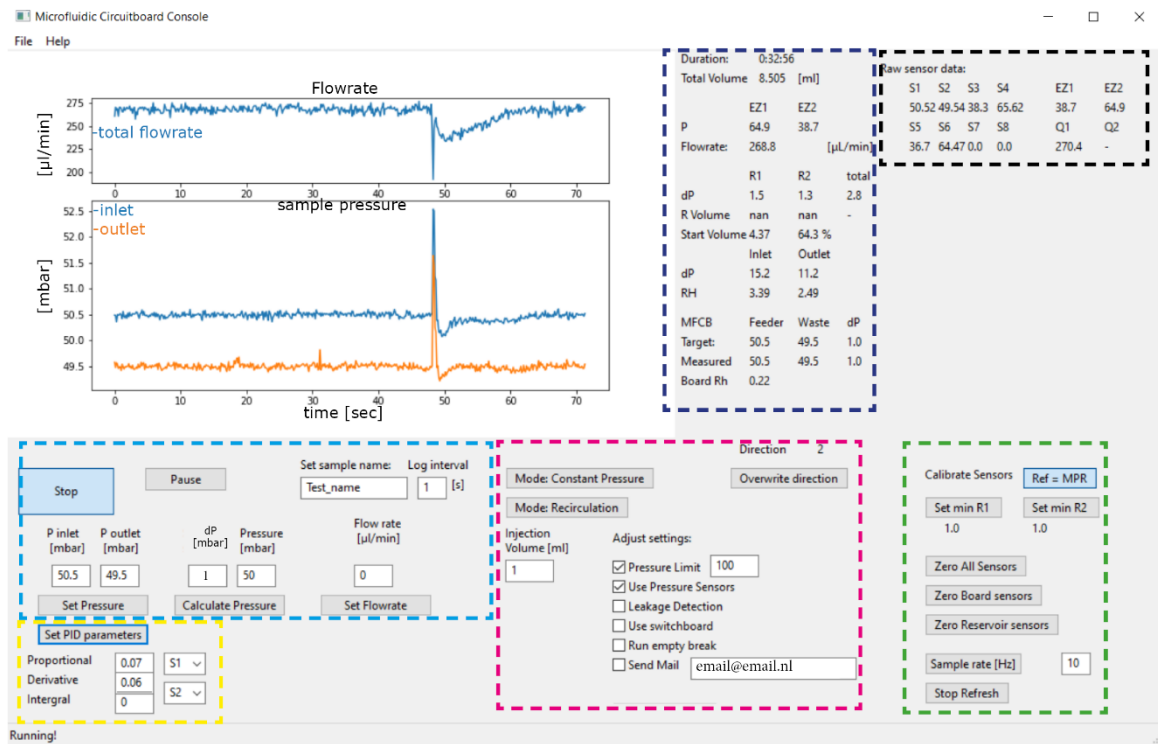 Microfluidic Circuitboard Console
File Help
Flowrate
275
250
225
200
[µl/min]
-total flowrate
0 10 20 30 40 50 60 70
sample pressure
52.5
52.0
51.5
51.0
50.5
50.0
49.5
[mbar]
-inlet
-outlet
0 10 20 30 40 50 60 70
time [sec]
Duration: 0:32:56
Total Volume 8.505 [ml]
EZ1 EZ2
P 64.9 38.7
Flowrate: 268.8 [µL/min]
R1 R2 total
dP 1.5 1.3 2.8
R Volume nan nan -
Start Volume 4.37 64.3 %
Inlet Outlet
dP 15.2 11.2
RH 3.39 2.49
MFCB Feeder Waste dP
Target: 50.5 49.5 1.0
Measured 50.5 49.5 1.0
Board Rh 0.22
Raw sensor data:
S1 S2 S3 S4 EZ1 EZ2
50.52 49.54 38.3 65.62 38.7 64.9
S5 S6 S7 S8 Q1 Q2
36.7 64.47 0.0 0.0 270.4 -
Stop
Pause
Set sample name: Log interval
Test_name 1 [s]
P inlet P outlet dP Pressure Flow rate
[mbar] [mbar] [mbar] [mbar] [µl/min]
50.5 49.5 1 50 0
Set Pressure Calculate Pressure Set Flowrate
Set PID parameters
Proportional 0.07 S1
Derivative 0.06
Intergral 0 S2
Direction 2
Mode: Constant Pressure Overwrite direction
Mode: Recirculation
Injection
Volume [ml]
1
Adjust settings:
Pressure Limit 100
Use Pressure Sensors
Leakage Detection
Use switchboard
Run empty break
Send Mail email@email.nl
Calibrate Sensors Ref = MPR
Set min R1 Set min R2
1.0 1.0
Zero All Sensors
Zero Board sensors
Zero Reservoir sensors
Sample rate [Hz] 10
Stop Refresh
Running!